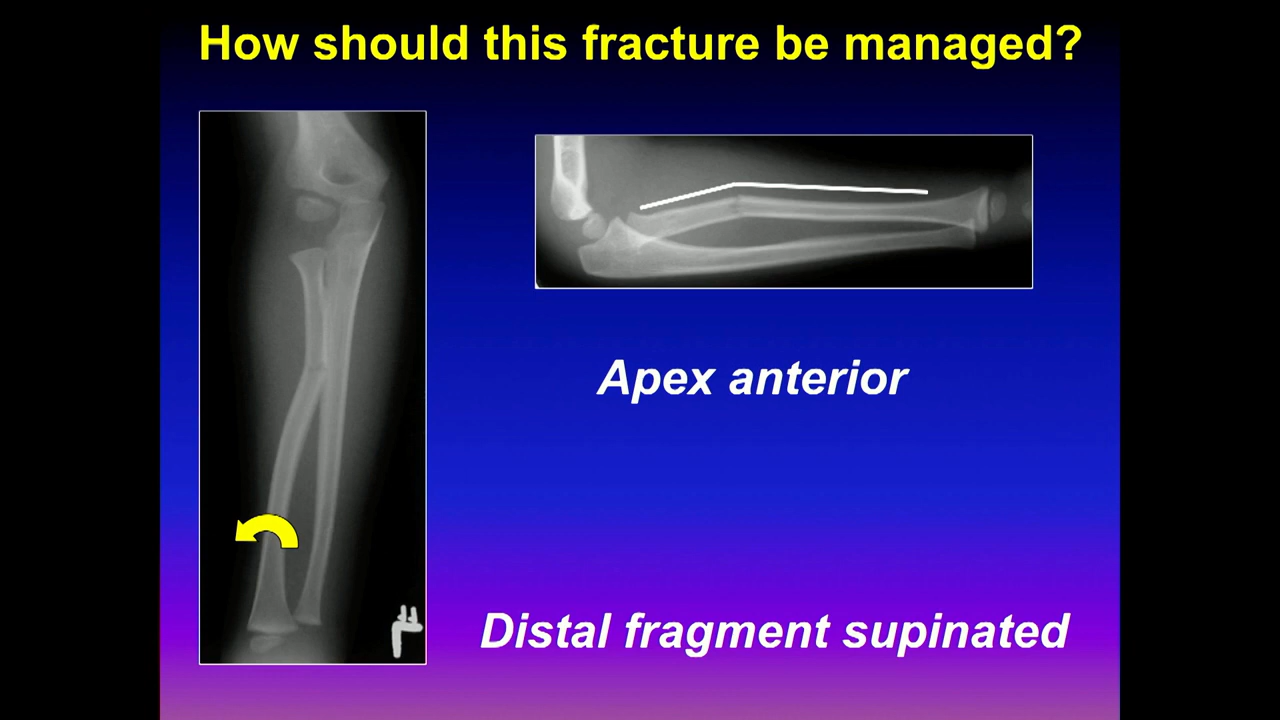 How should this fracture be managed?
Apex anterior
Distal fragment supinated